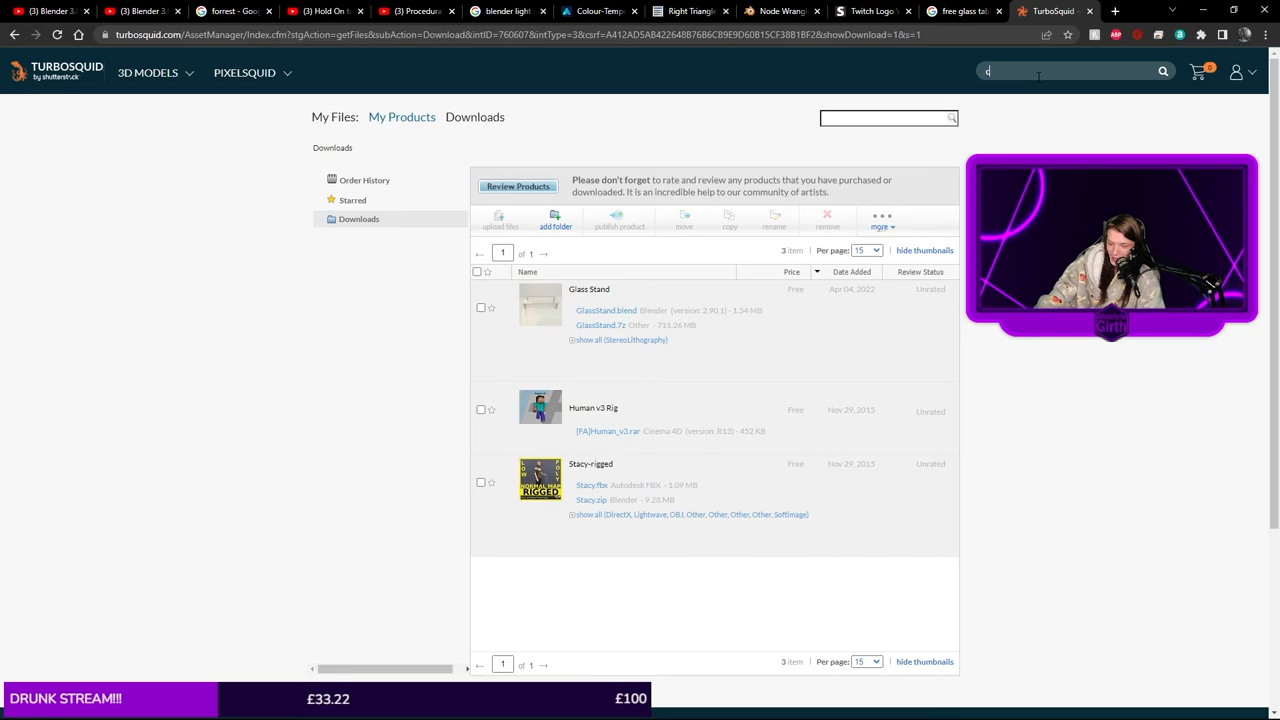 (3) Blender 3.
(3) Blender 3.
forrest - Goo
(3) Hold On t
(3) Procedura
blender light
Colour-Temp
Right Triangle
Node Wrangl
Twitch Logo V
free glass tab
TurboSquid -
turbosquid.com/AssetManager/Index.cfm?stgAction=getFiles&subAction=Download&intID=760607&intType=3&csrf=A412AD5AB422648B76B6CB9E9D60B15CF38B1BF2&showDownload=1&s=1
TURBOSQUID
by shutterstock
3D MODELS
PIXELSQUID
c
0
My Files: My Products Downloads
Downloads
Order History
Starred
Downloads
Review Products
Please don't forget to rate and review any products that you have purchased or
downloaded. It is an incredible help to our community of artists.
upload files
add folder
publish product
move
copy
rename
remove
more
1 of 1
3 item
Per page: 15
hide thumbnails
Name
Price
Date Added
Review Status
Glass Stand
Free
Apr 04, 2022
Unrated
GlassStand.blend Blender (version: 2.90.1) - 1.34 MB
GlassStand.7z Other - 711.26 MB
show all (StereoLithography)
Human v3 Rig
Free
Nov 29, 2015
Unrated
[FA]Human_v3.rar Cinema 4D (version: R13) - 452 KB
LOW POLY
NORMAL MAP
RIGGED
Stacy-rigged
Free
Nov 29, 2015
Unrated
Stacy.fbx Autodesk FBX - 1.09 MB
Stacy.zip Blender - 9.28 MB
show all (DirectX, Lightwave, OBJ, Other, Other, Other, Other, Softimage)
1 of 1
3 item
Per page: 15
hide thumbnails
Girth
DRUNK STREAM!!!
£33.22
£100